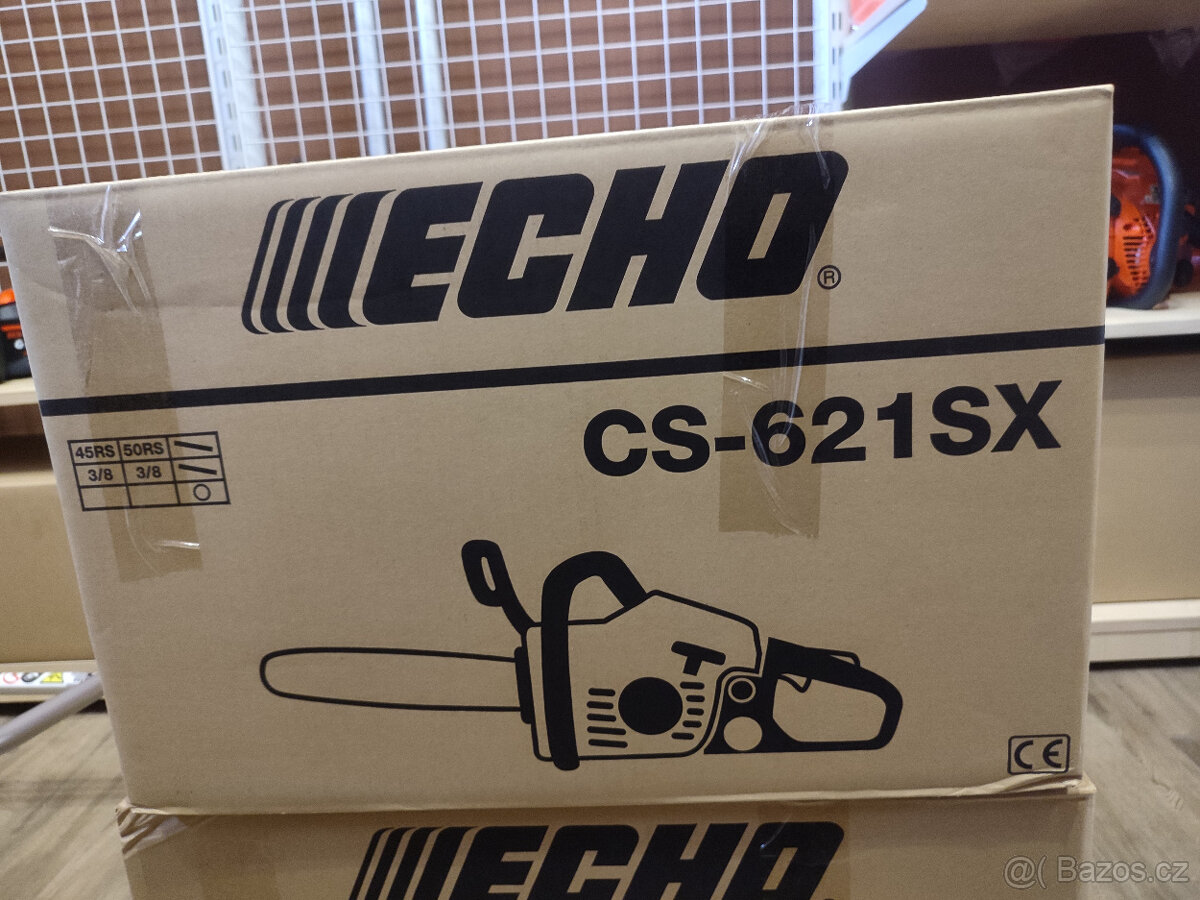 ECHO®
CS-621SX
45RS 50RS
3/8 3/8
CE
ECHO
@( Bazos.cz